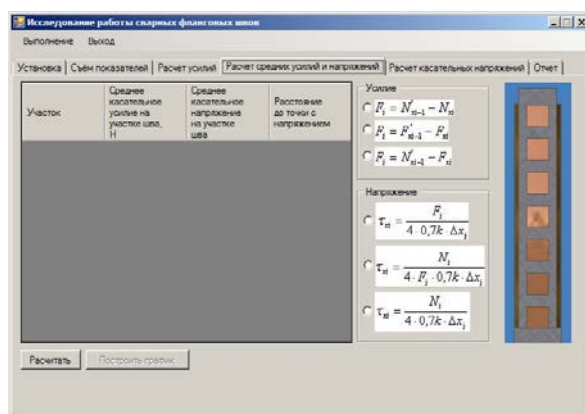 Исследование работы сварных фланговых швов
Выполнение Выход
Установка Съём показателей Расчет усилий Расчет средних усилий и напряжений Расчет касательных напряжений Отчет
Участок
Среднее касательное усилие на участке шва, Н
Среднее касательное напряжение на участке шва
Расстояние до точки с напряжением
Усилие
F_i = N'_{xi-1} − N_{xi}
F_i = F'_{xi-1} − F_{xi}
F_i = N'_{xi-1} − F_{xi}
Напряжение
τ_{xi} = F_i / (4 · 0,7k · Δx_i)
τ_{xi} = N_i / (4 · F_i · 0,7k · Δx_i)
τ_{xi} = N_i / (4 · 0,7k · Δx_i)
Расчитать Построить график